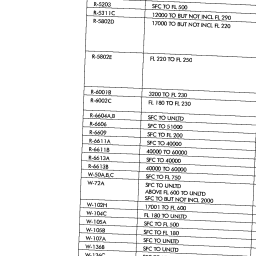 R-5203 SFC TO FL 500
R-5311C 12000 TO BUT NOT INCL FL 290
R-5802D 17000 TO BUT NOT INCL FL 220
R-5802E FL 220 TO FL 250
R-6001B 3200 TO FL 230
R-6002C FL 180 TO FL 230
R-6604A,B SFC TO UNLTD
R-6606 SFC TO 51000
R-6609 SFC TO FL 200
R-6611A SFC TO 40000
R-6611B 40000 TO 60000
R-6613A SFC TO 40000
R-6613B 40000 TO 60000
W-50A,B,C SFC TO FL 750
W-72A SFC TO UNLTD
ABOVE FL 600 TO UNLTD
SFC TO BUT NOT INCL 2000
W-102H 17001 TO FL 600
W-104C FL 180 TO UNLTD
W-105A SFC TO FL 500
W-105B SFC TO FL 180
W-107A SFC TO UNLTD
W-136B SFC TO UNLTD
W-136C SFC TO UNLTD